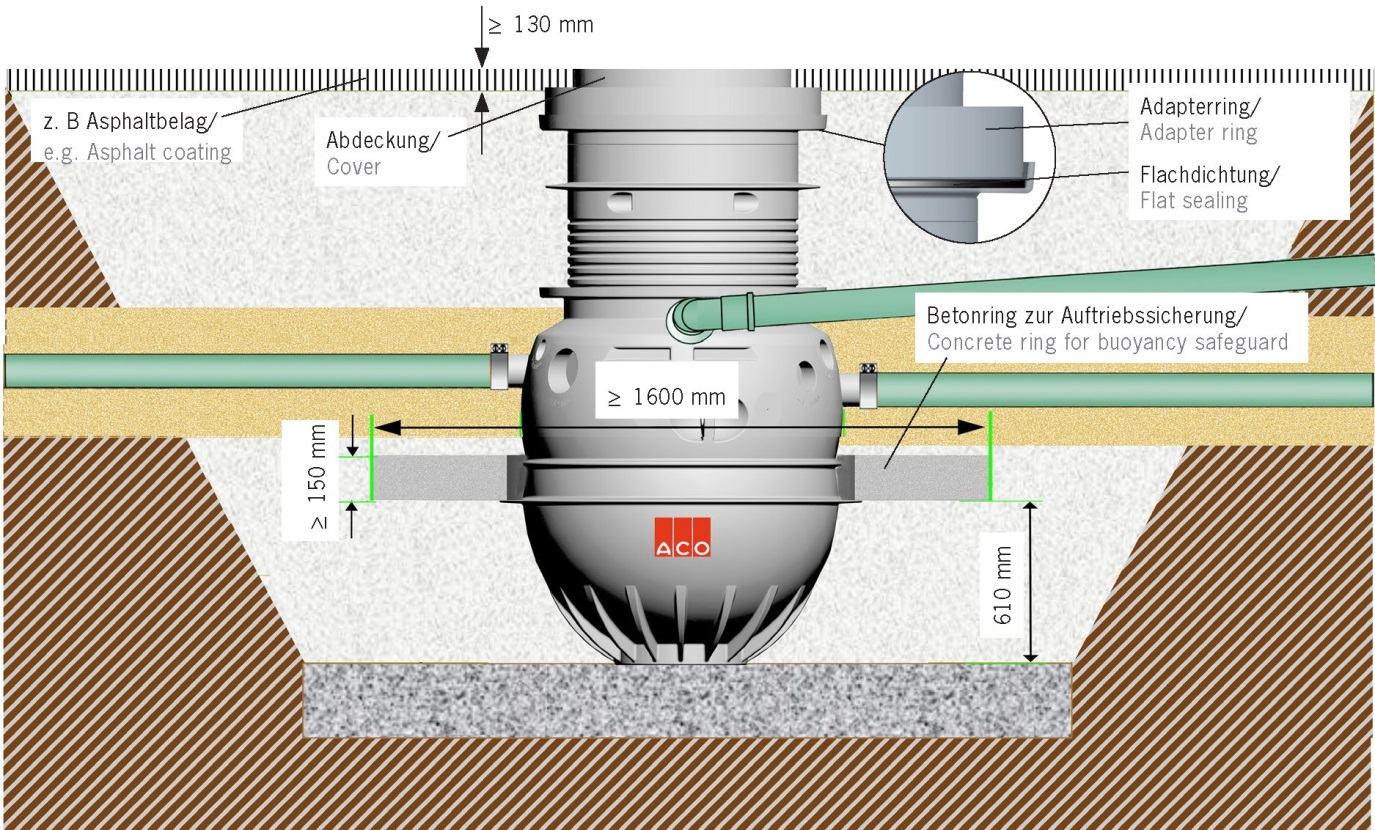 ≥ 130 mm
z. B Asphaltbelag/
e.g. Asphalt coating
Abdeckung/
Cover
Adapterring/
Adapter ring
Flachdichtung/
Flat sealing
Betonring zur Auftriebssicherung/
Concrete ring for buoyancy safeguard
≥ 1600 mm
≥ 150 mm
ACO
610 mm